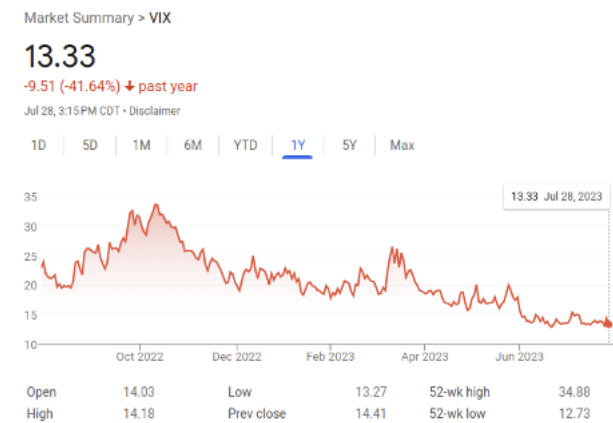 Market Summary > VIX
13.33
-9.51 (-41.64%) ↓ past year
Jul 28, 3:15 PM CDT • Disclaimer
1D 5D 1M 6M YTD 1Y 5Y Max
13.33 Jul 28, 2023
35
30
25
20
15
10
Oct 2022 Dec 2022 Feb 2023 Apr 2023 Jun 2023
Open 14.03 Low 13.27 52-wk high 34.88
High 14.18 Prev close 14.41 52-wk low 12.73